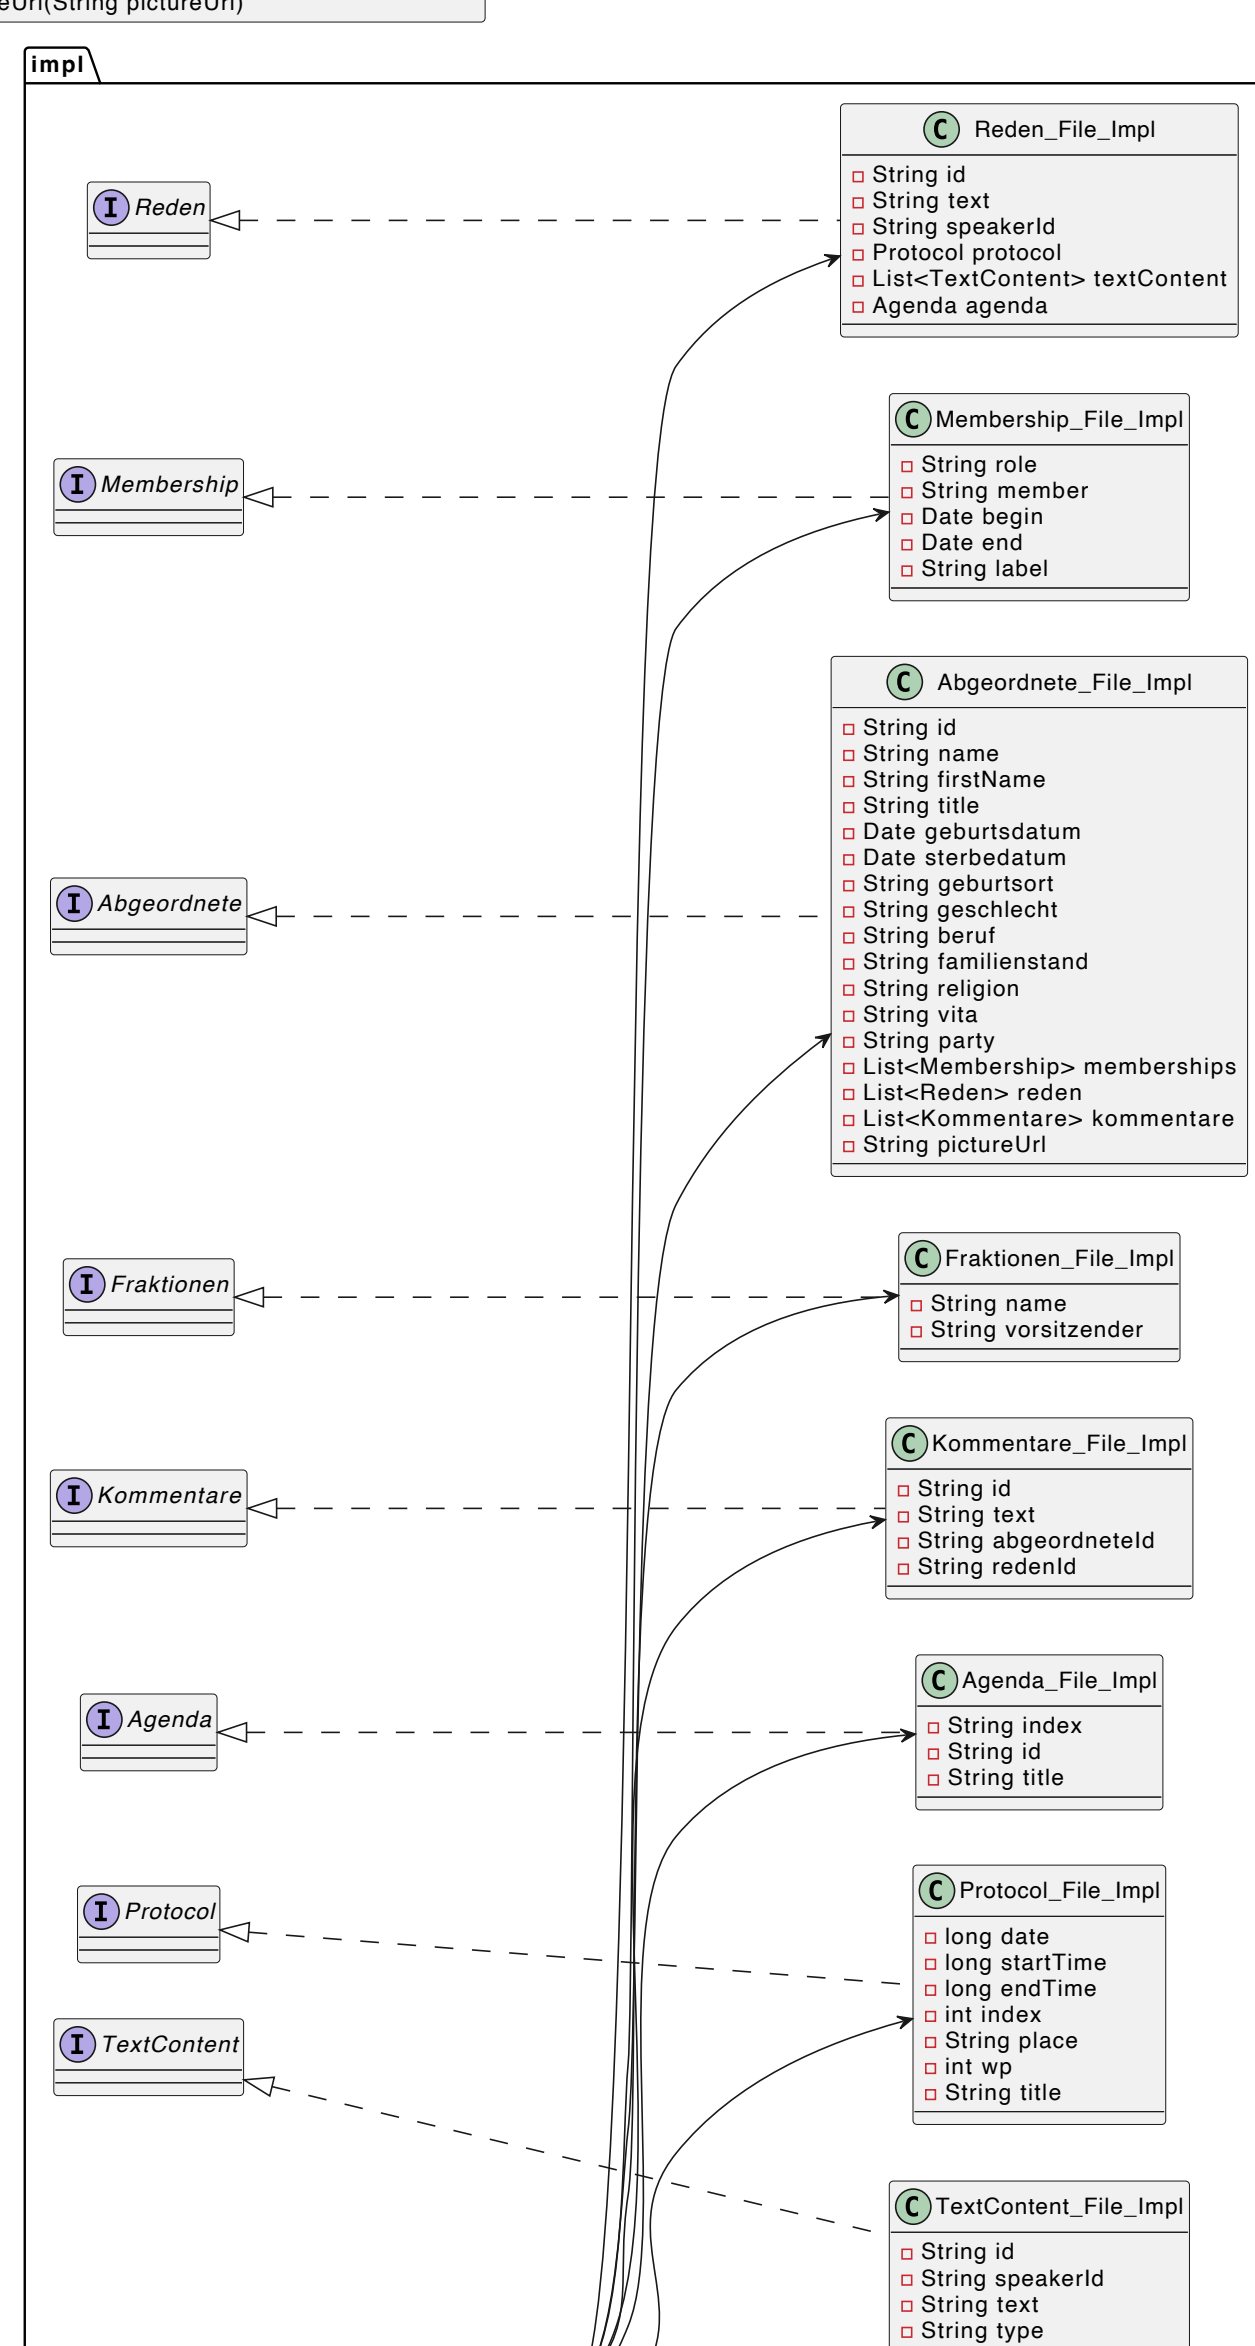 (String pictureUrl)
impl
C Reden_File_Impl
String id
String text
String speakerId
Protocol protocol
List<TextContent> textContent
Agenda agenda
I Reden
C Membership_File_Impl
String role
String member
Date begin
Date end
String label
I Membership
C Abgeordnete_File_Impl
String id
String name
String firstName
String title
Date geburtsdatum
Date sterbedatum
String geburtsort
String geschlecht
String beruf
String familienstand
String religion
String vita
String party
List<Membership> memberships
List<Reden> reden
List<Kommentare> kommentare
String pictureUrl
I Abgeordnete
C Fraktionen_File_Impl
String name
String vorsitzender
I Fraktionen
C Kommentare_File_Impl
String id
String text
String abgeordneteId
String redenId
I Kommentare
C Agenda_File_Impl
String index
String id
String title
I Agenda
C Protocol_File_Impl
long date
long startTime
long endTime
int index
String place
int wp
String title
I Protocol
I TextContent
C TextContent_File_Impl
String id
String speakerId
String text
String type